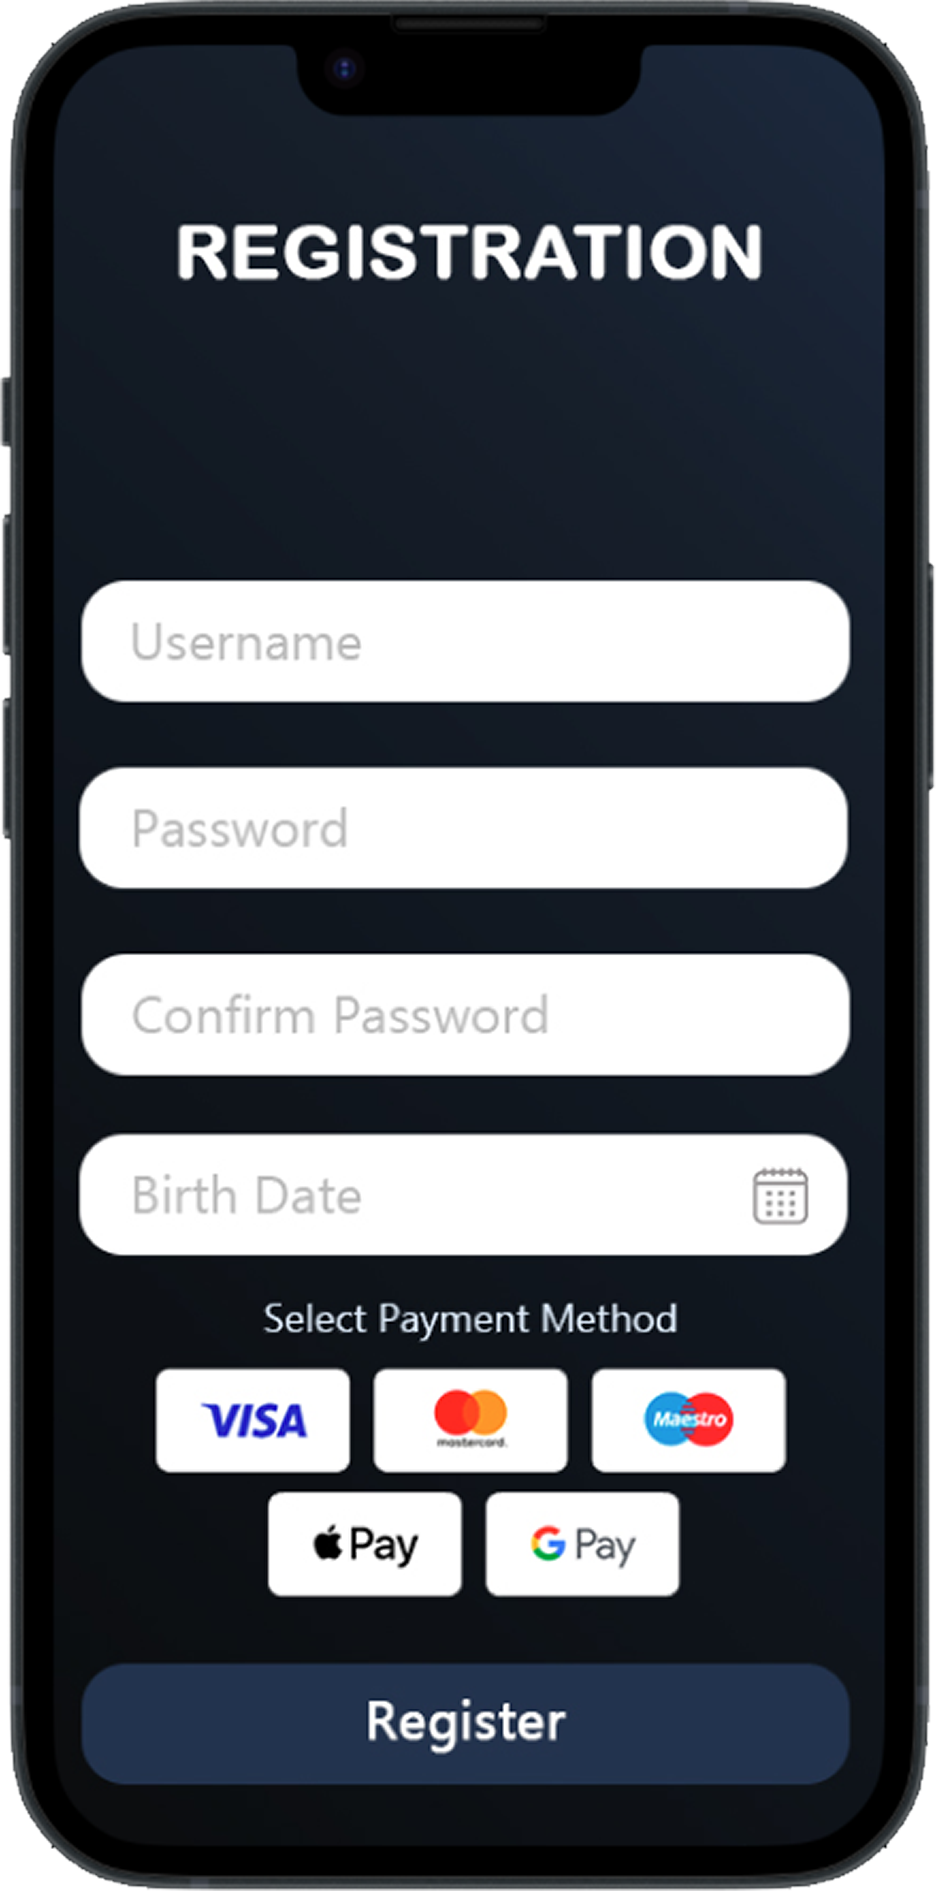 REGISTRATION
Username
Password
Confirm Password
Birth Date
Select Payment Method
VISA
mastercard.
Maestro
Pay
G Pay
Register